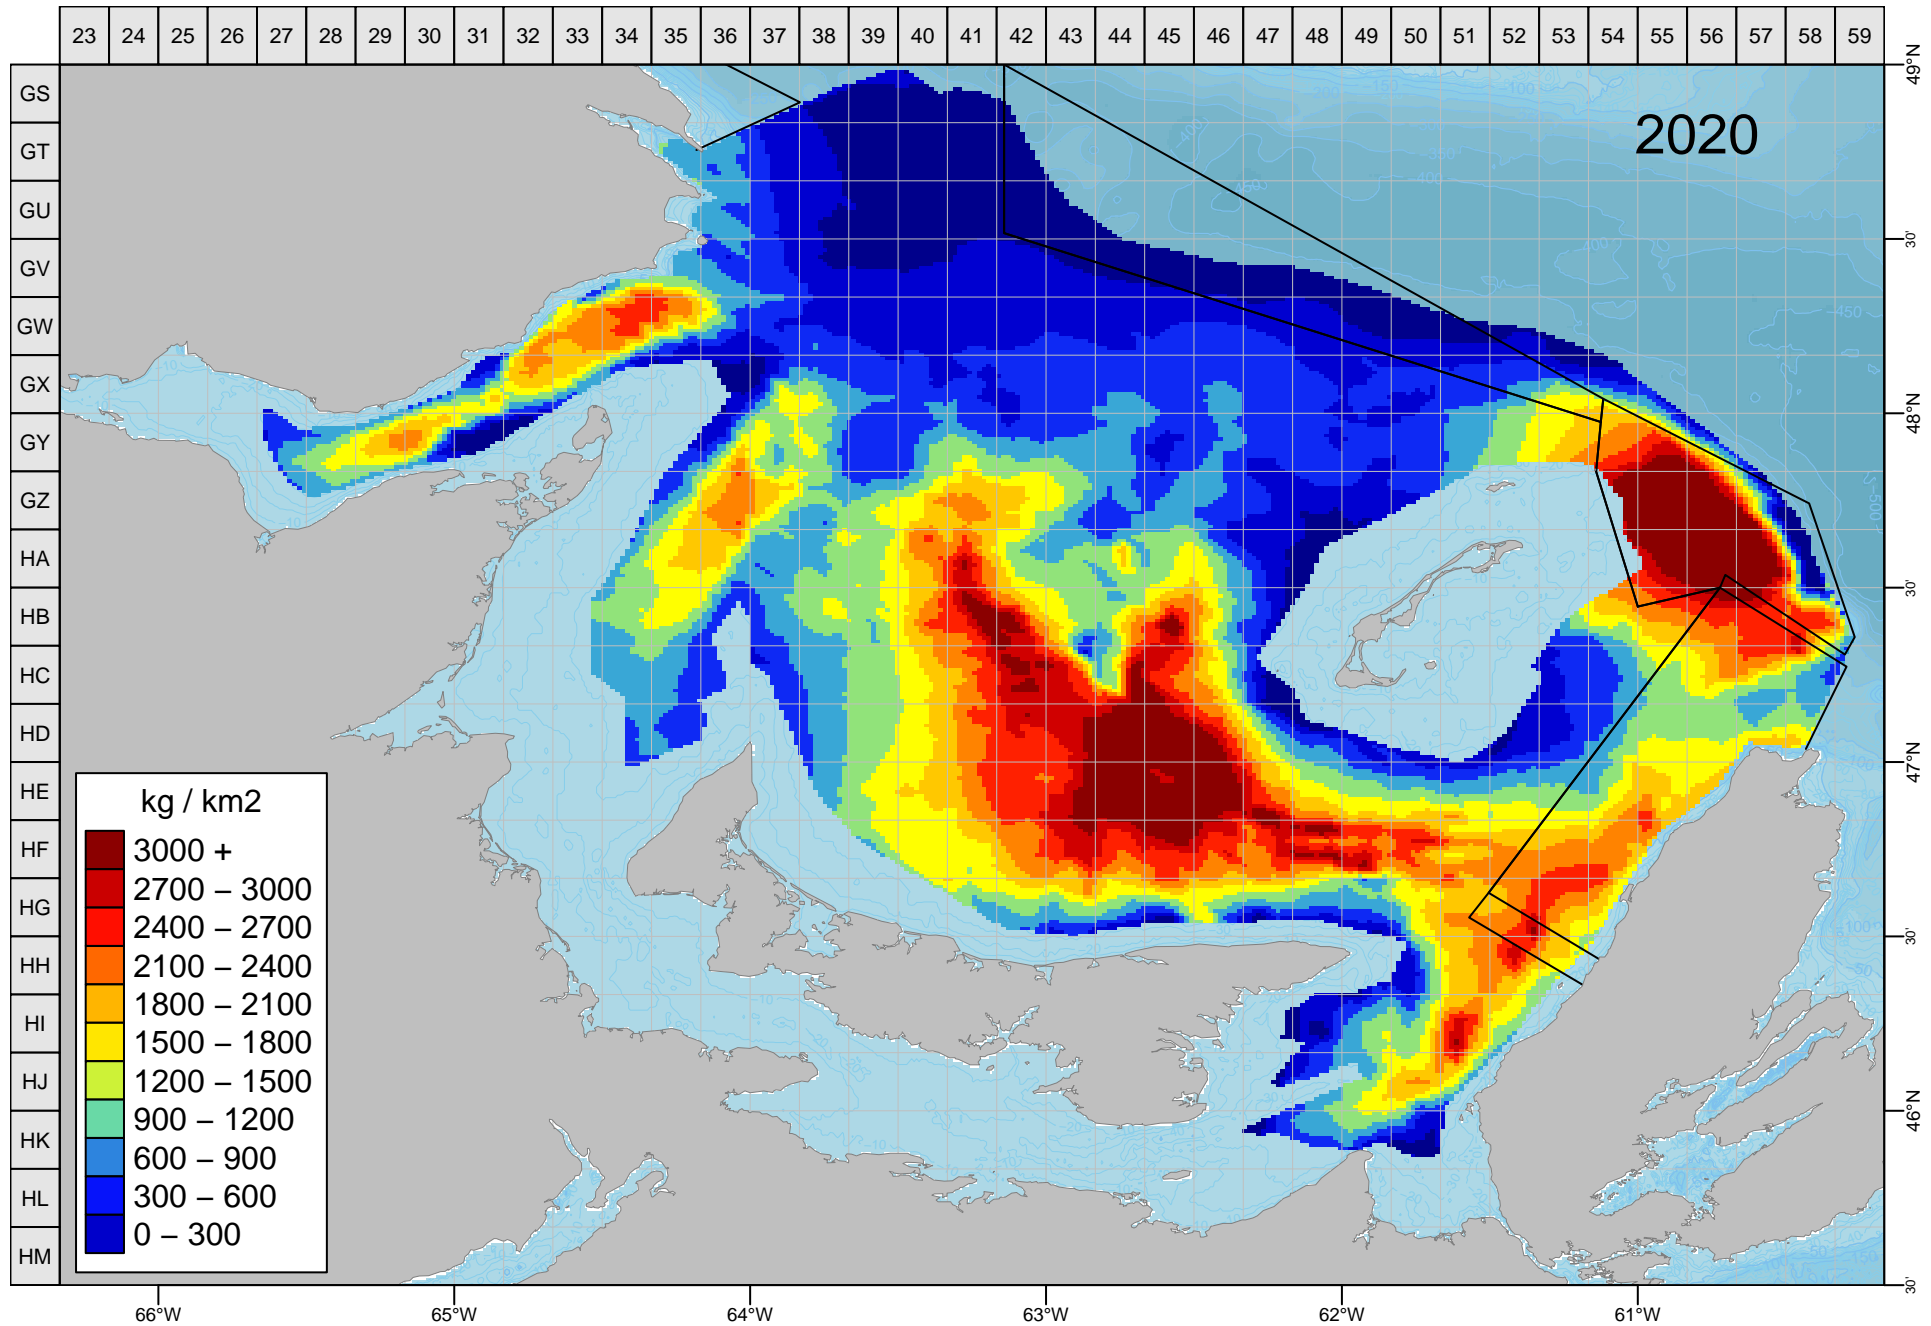 23 24 25 26 27 28 29 30 31 32 33 34 35 36 37 38 39 40 41 42 43 44 45 46 47 48 49 50 51 52 53 54 55 56 57 58 59
49°N
GS
2020
GT
GU
30'
GV
GW
GX
48°N
GY
GZ
HA
30'
HB
HC
HD
47°N
HE
HF
HG
30'
HH
HI
HJ
46°N
HK
HL
HM
30'
kg / km2
3000 +
2700 – 3000
2400 – 2700
2100 – 2400
1800 – 2100
1500 – 1800
1200 – 1500
900 – 1200
600 – 900
300 – 600
0 – 300
66°W 65°W 64°W 63°W 62°W 61°W